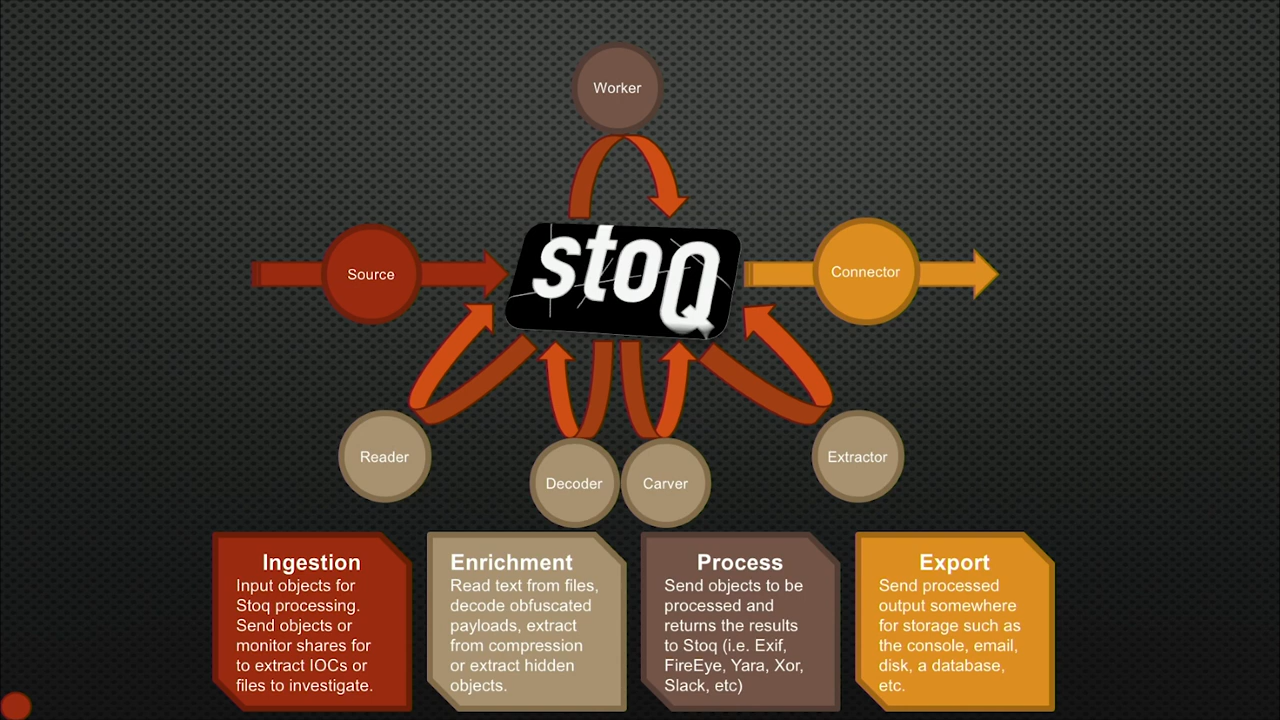 Worker
stoQ
Source
Connector
Reader
Decoder
Carver
Extractor
Ingestion
Input objects for
Stoq processing.
Send objects or
monitor shares for
to extract IOCs or
files to investigate.
Enrichment
Read text from files,
decode obfuscated
payloads, extract
from compression
or extract hidden
objects.
Process
Send objects to be
processed and
returns the results
to Stoq (i.e. Exif,
FireEye, Yara, Xor,
Slack, etc)
Export
Send processed
output somewhere
for storage such as
the console, email,
disk, a database,
etc.